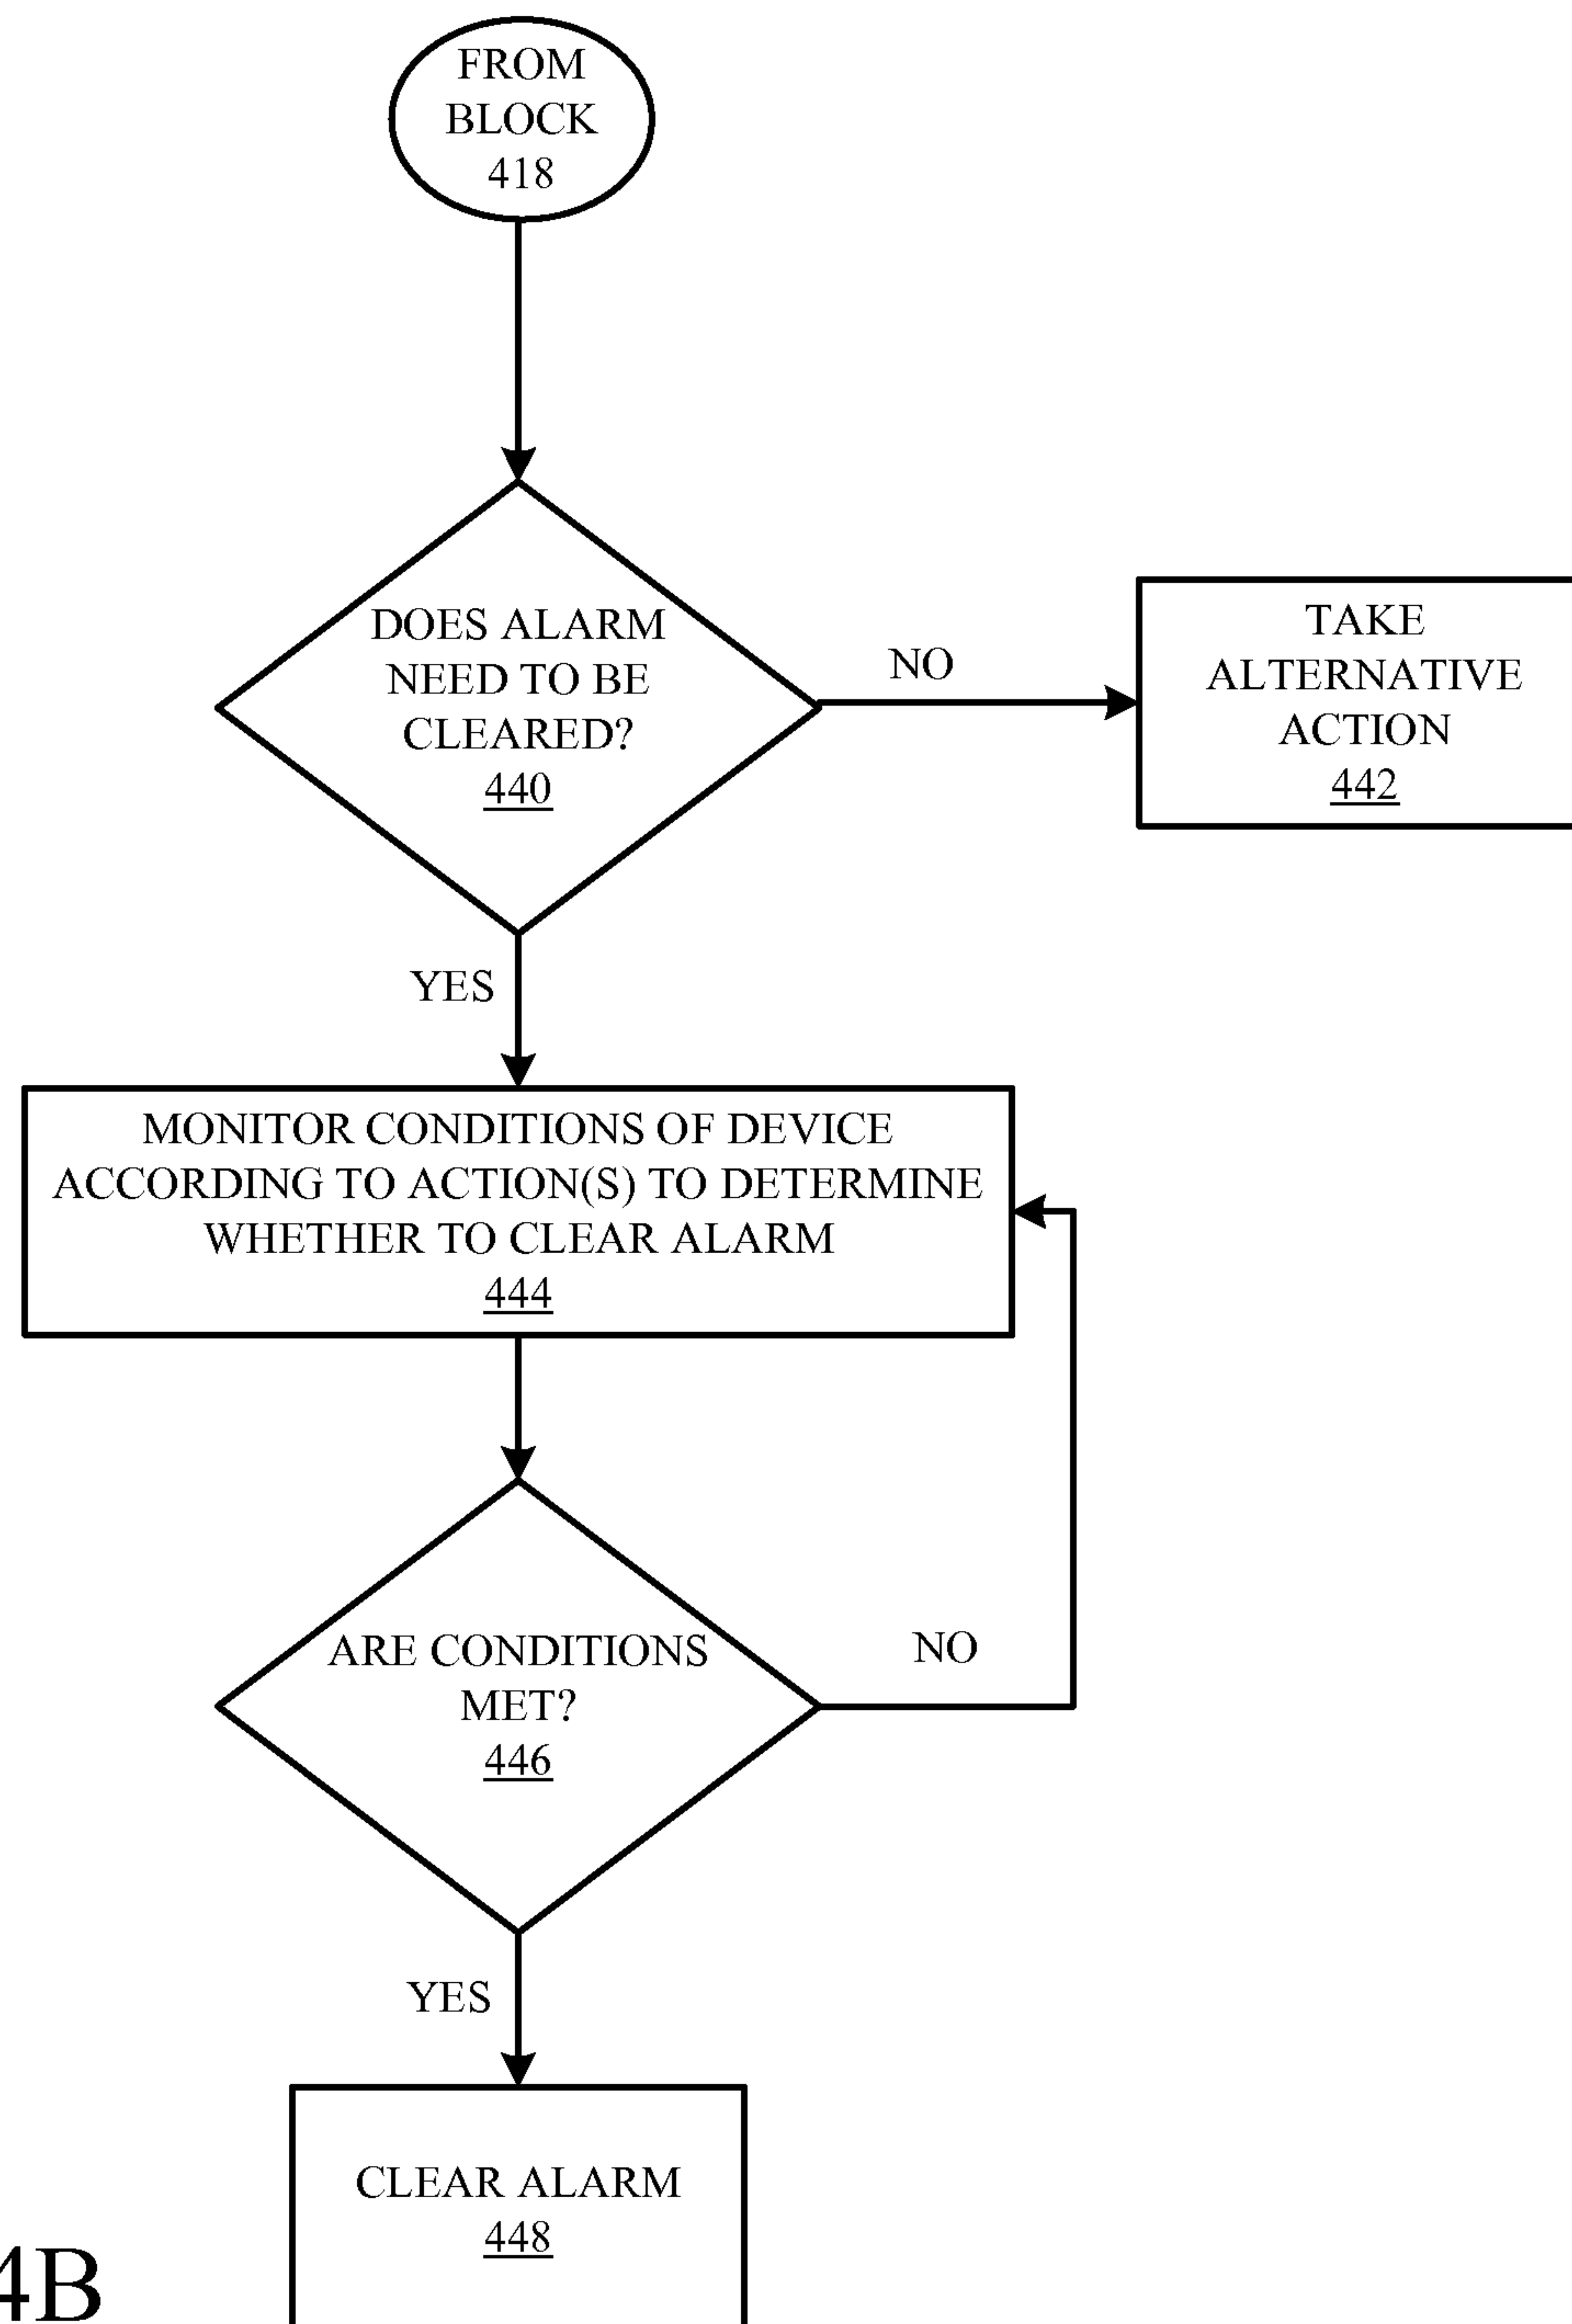 FROM
BLOCK
418
DOES ALARM
NEED TO BE
CLEARED?
440
NO
TAKE
ALTERNATIVE
ACTION
442
YES
MONITOR CONDITIONS OF DEVICE
ACCORDING TO ACTION(S) TO DETERMINE
WHETHER TO CLEAR ALARM
444
ARE CONDITIONS
MET?
446
NO
YES
CLEAR ALARM
448
4B